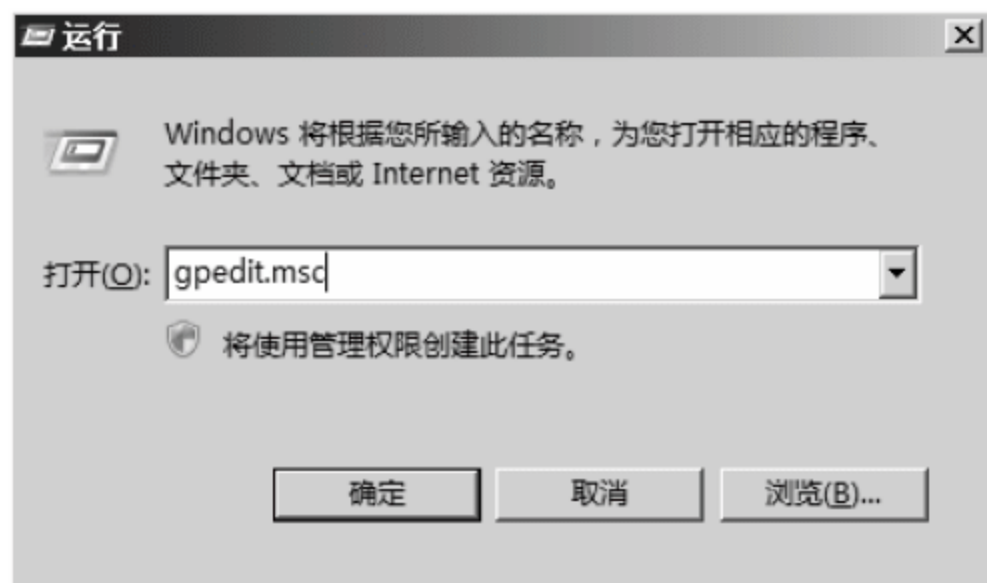 运行
Windows 将根据您所输入的名称，为您打开相应的程序、
文件夹、文档或 Internet 资源。
打开(O): gpedit.msc
将使用管理权限创建此任务。
确定 取消 浏览(B)...